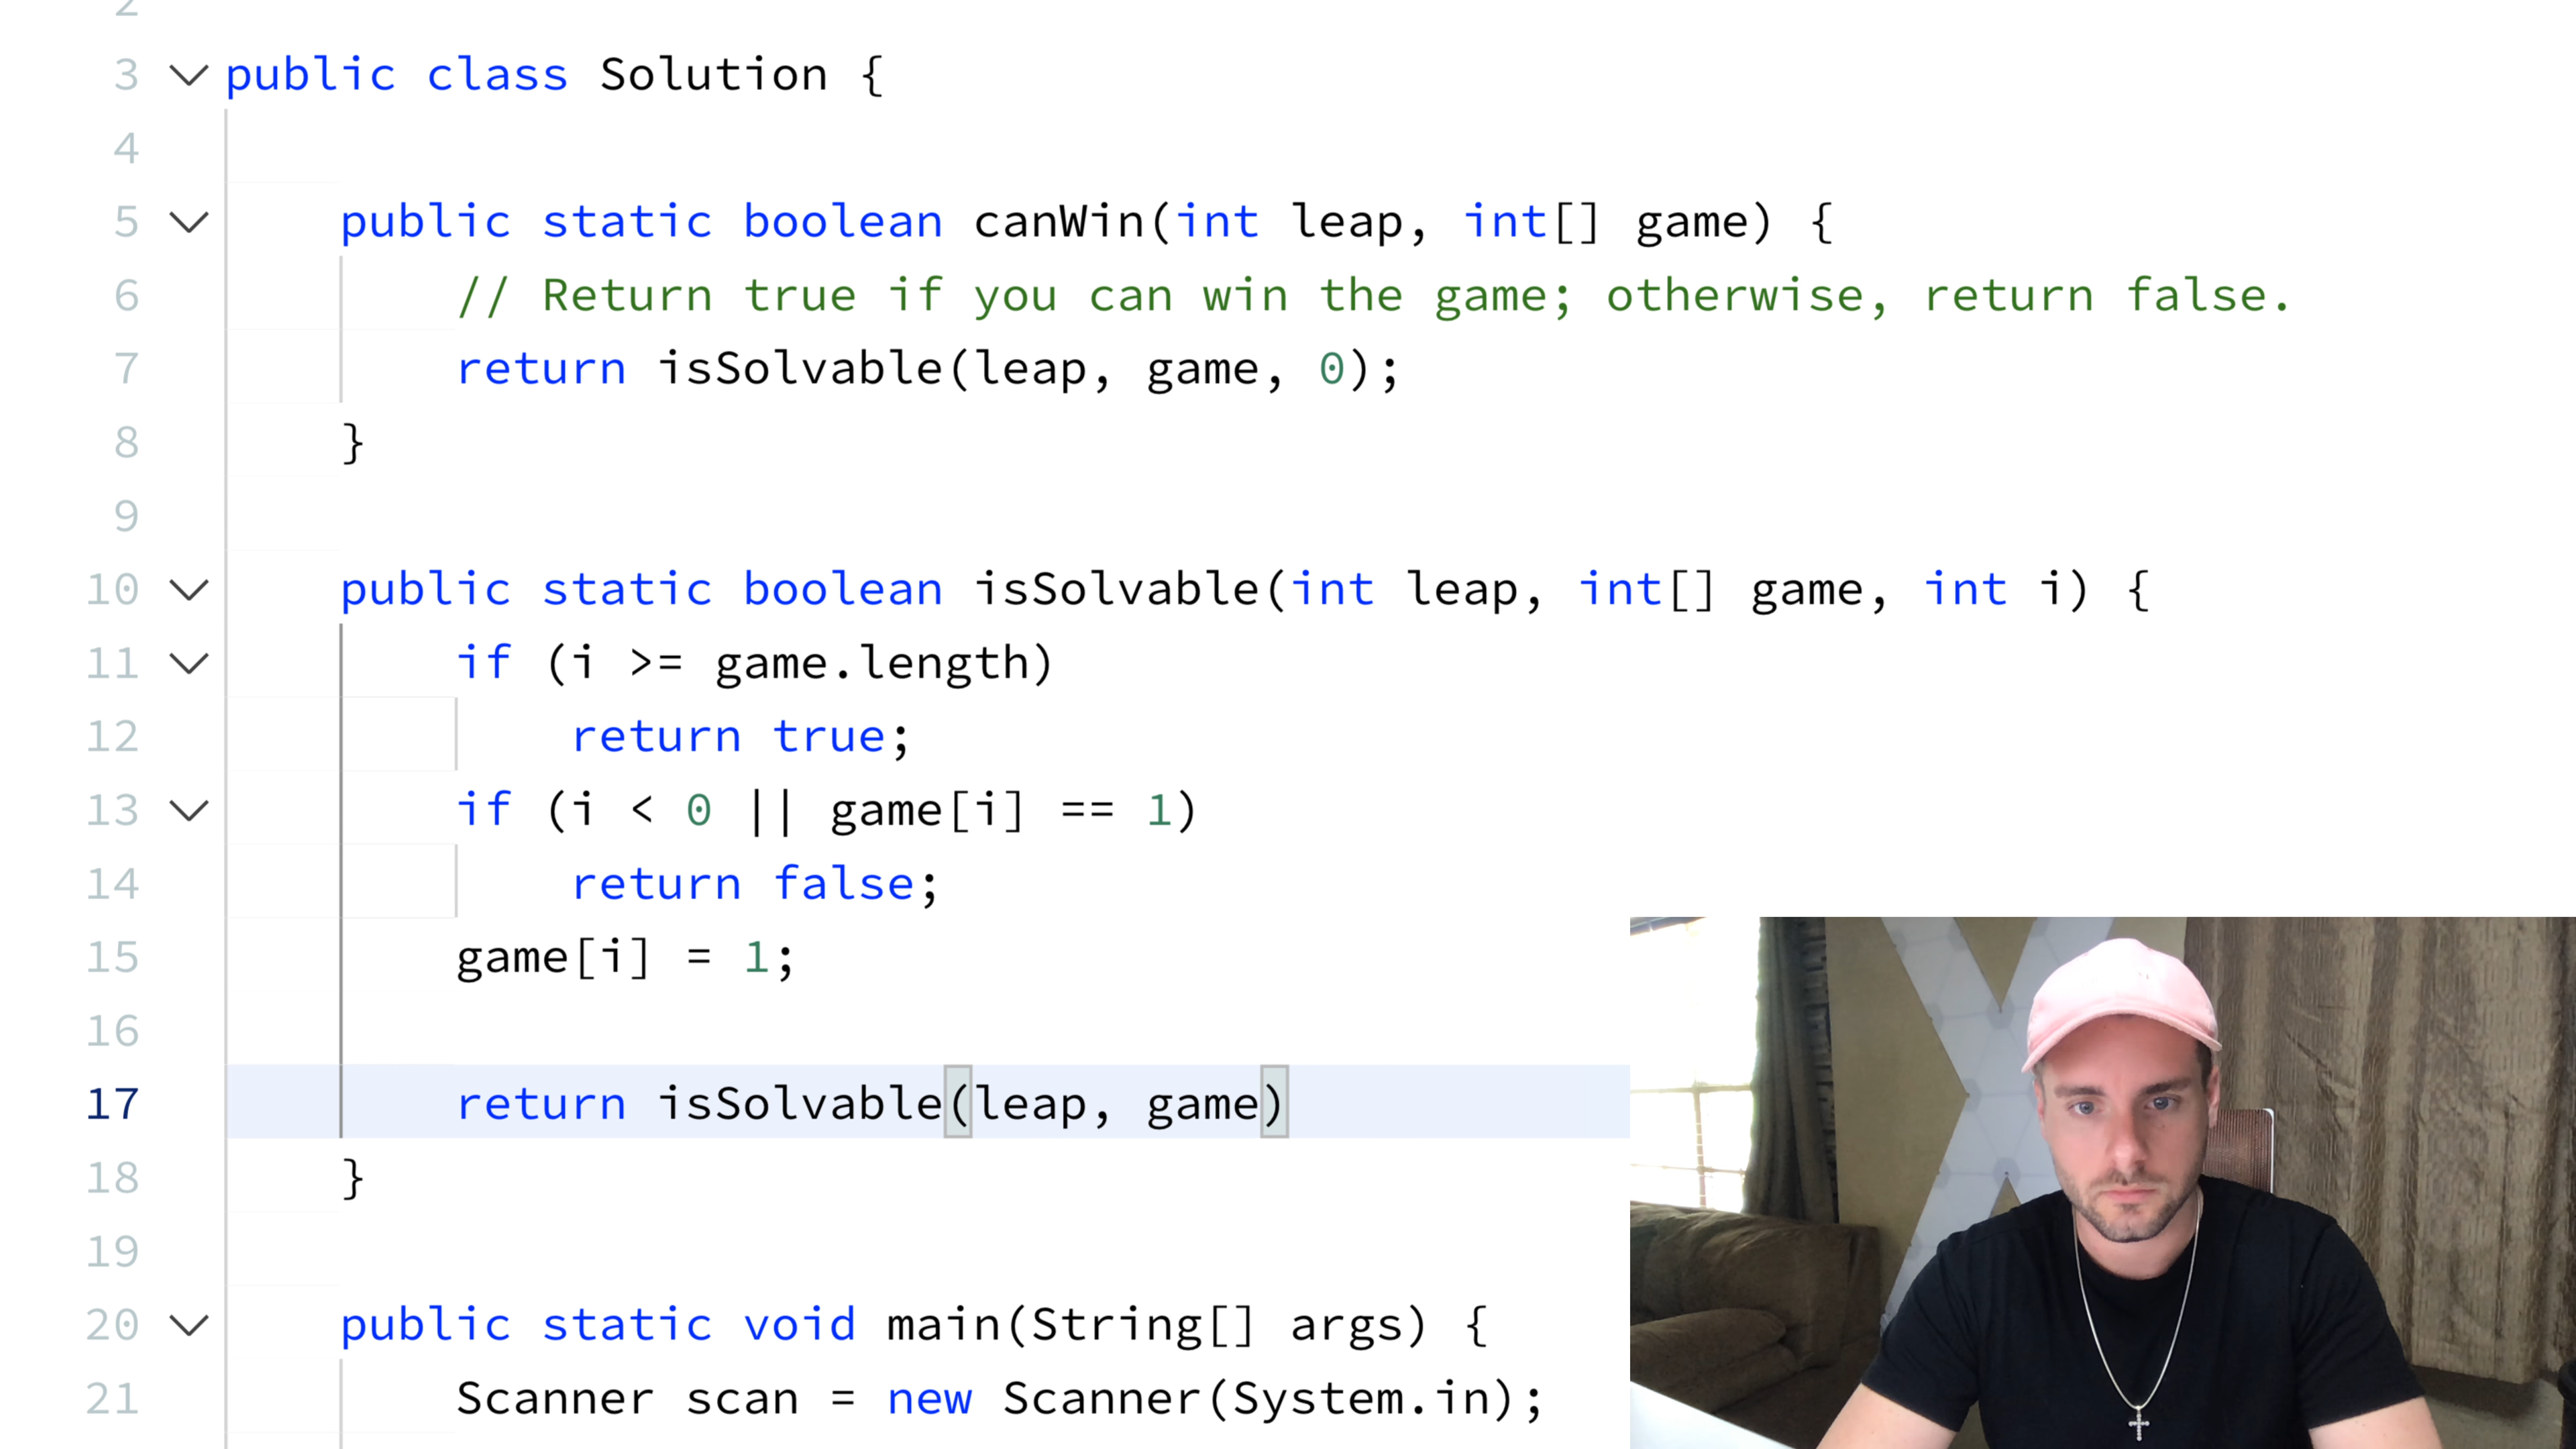 2
3 public class Solution {
4
5 public static boolean canWin(int leap, int[] game) {
6 // Return true if you can win the game; otherwise, return false.
7 return isSolvable(leap, game, 0);
8 }
9
10 public static boolean isSolvable(int leap, int[] game, int i) {
11 if (i >= game.length)
12 return true;
13 if (i < 0 || game[i] == 1)
14 return false;
15 game[i] = 1;
16
17 return isSolvable(leap, game)
18 }
19
20 public static void main(String[] args) {
21 Scanner scan = new Scanner(System.in);